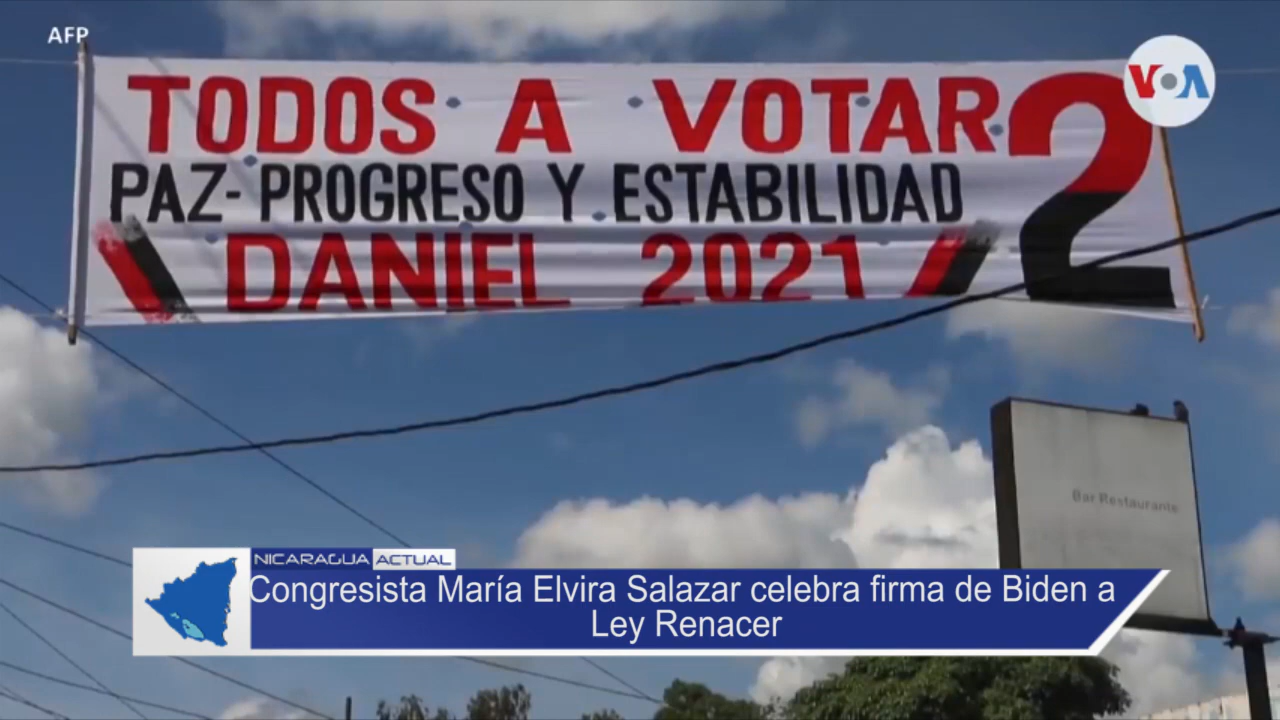 AFP
VOA
TODOS A VOTAR 2
PAZ- PROGRESO Y ESTABILIDAD
DANIEL 2021
Bar Restaurante
NICARAGUA ACTUAL
Congresista María Elvira Salazar celebra firma de Biden a
Ley Renacer